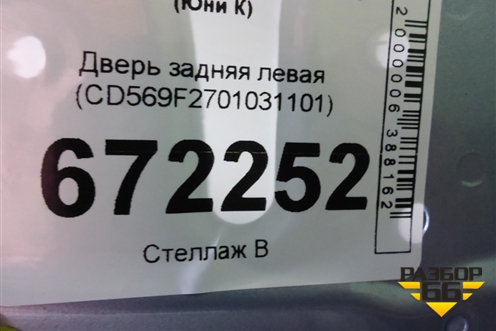 (Юни К)
Дверь задняя левая
(CD569F2701031101)
672252
Стеллаж В
2000006388162
РАЗБОР
66